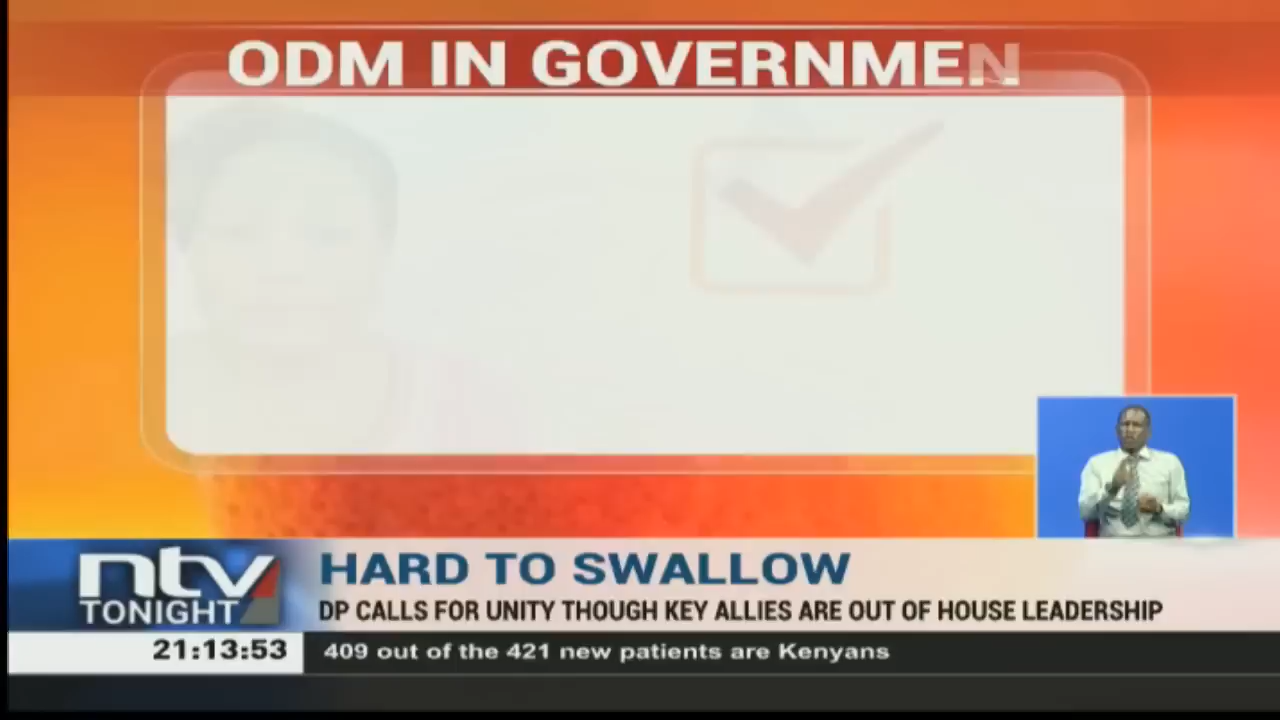 ODM IN GOVERNMEN
HARD TO SWALLOW
ntv
TONIGHT
DP CALLS FOR UNITY THOUGH KEY ALLIES ARE OUT OF HOUSE LEADERSHIP
21:13:53
409 out of the 421 new patients are Kenyans